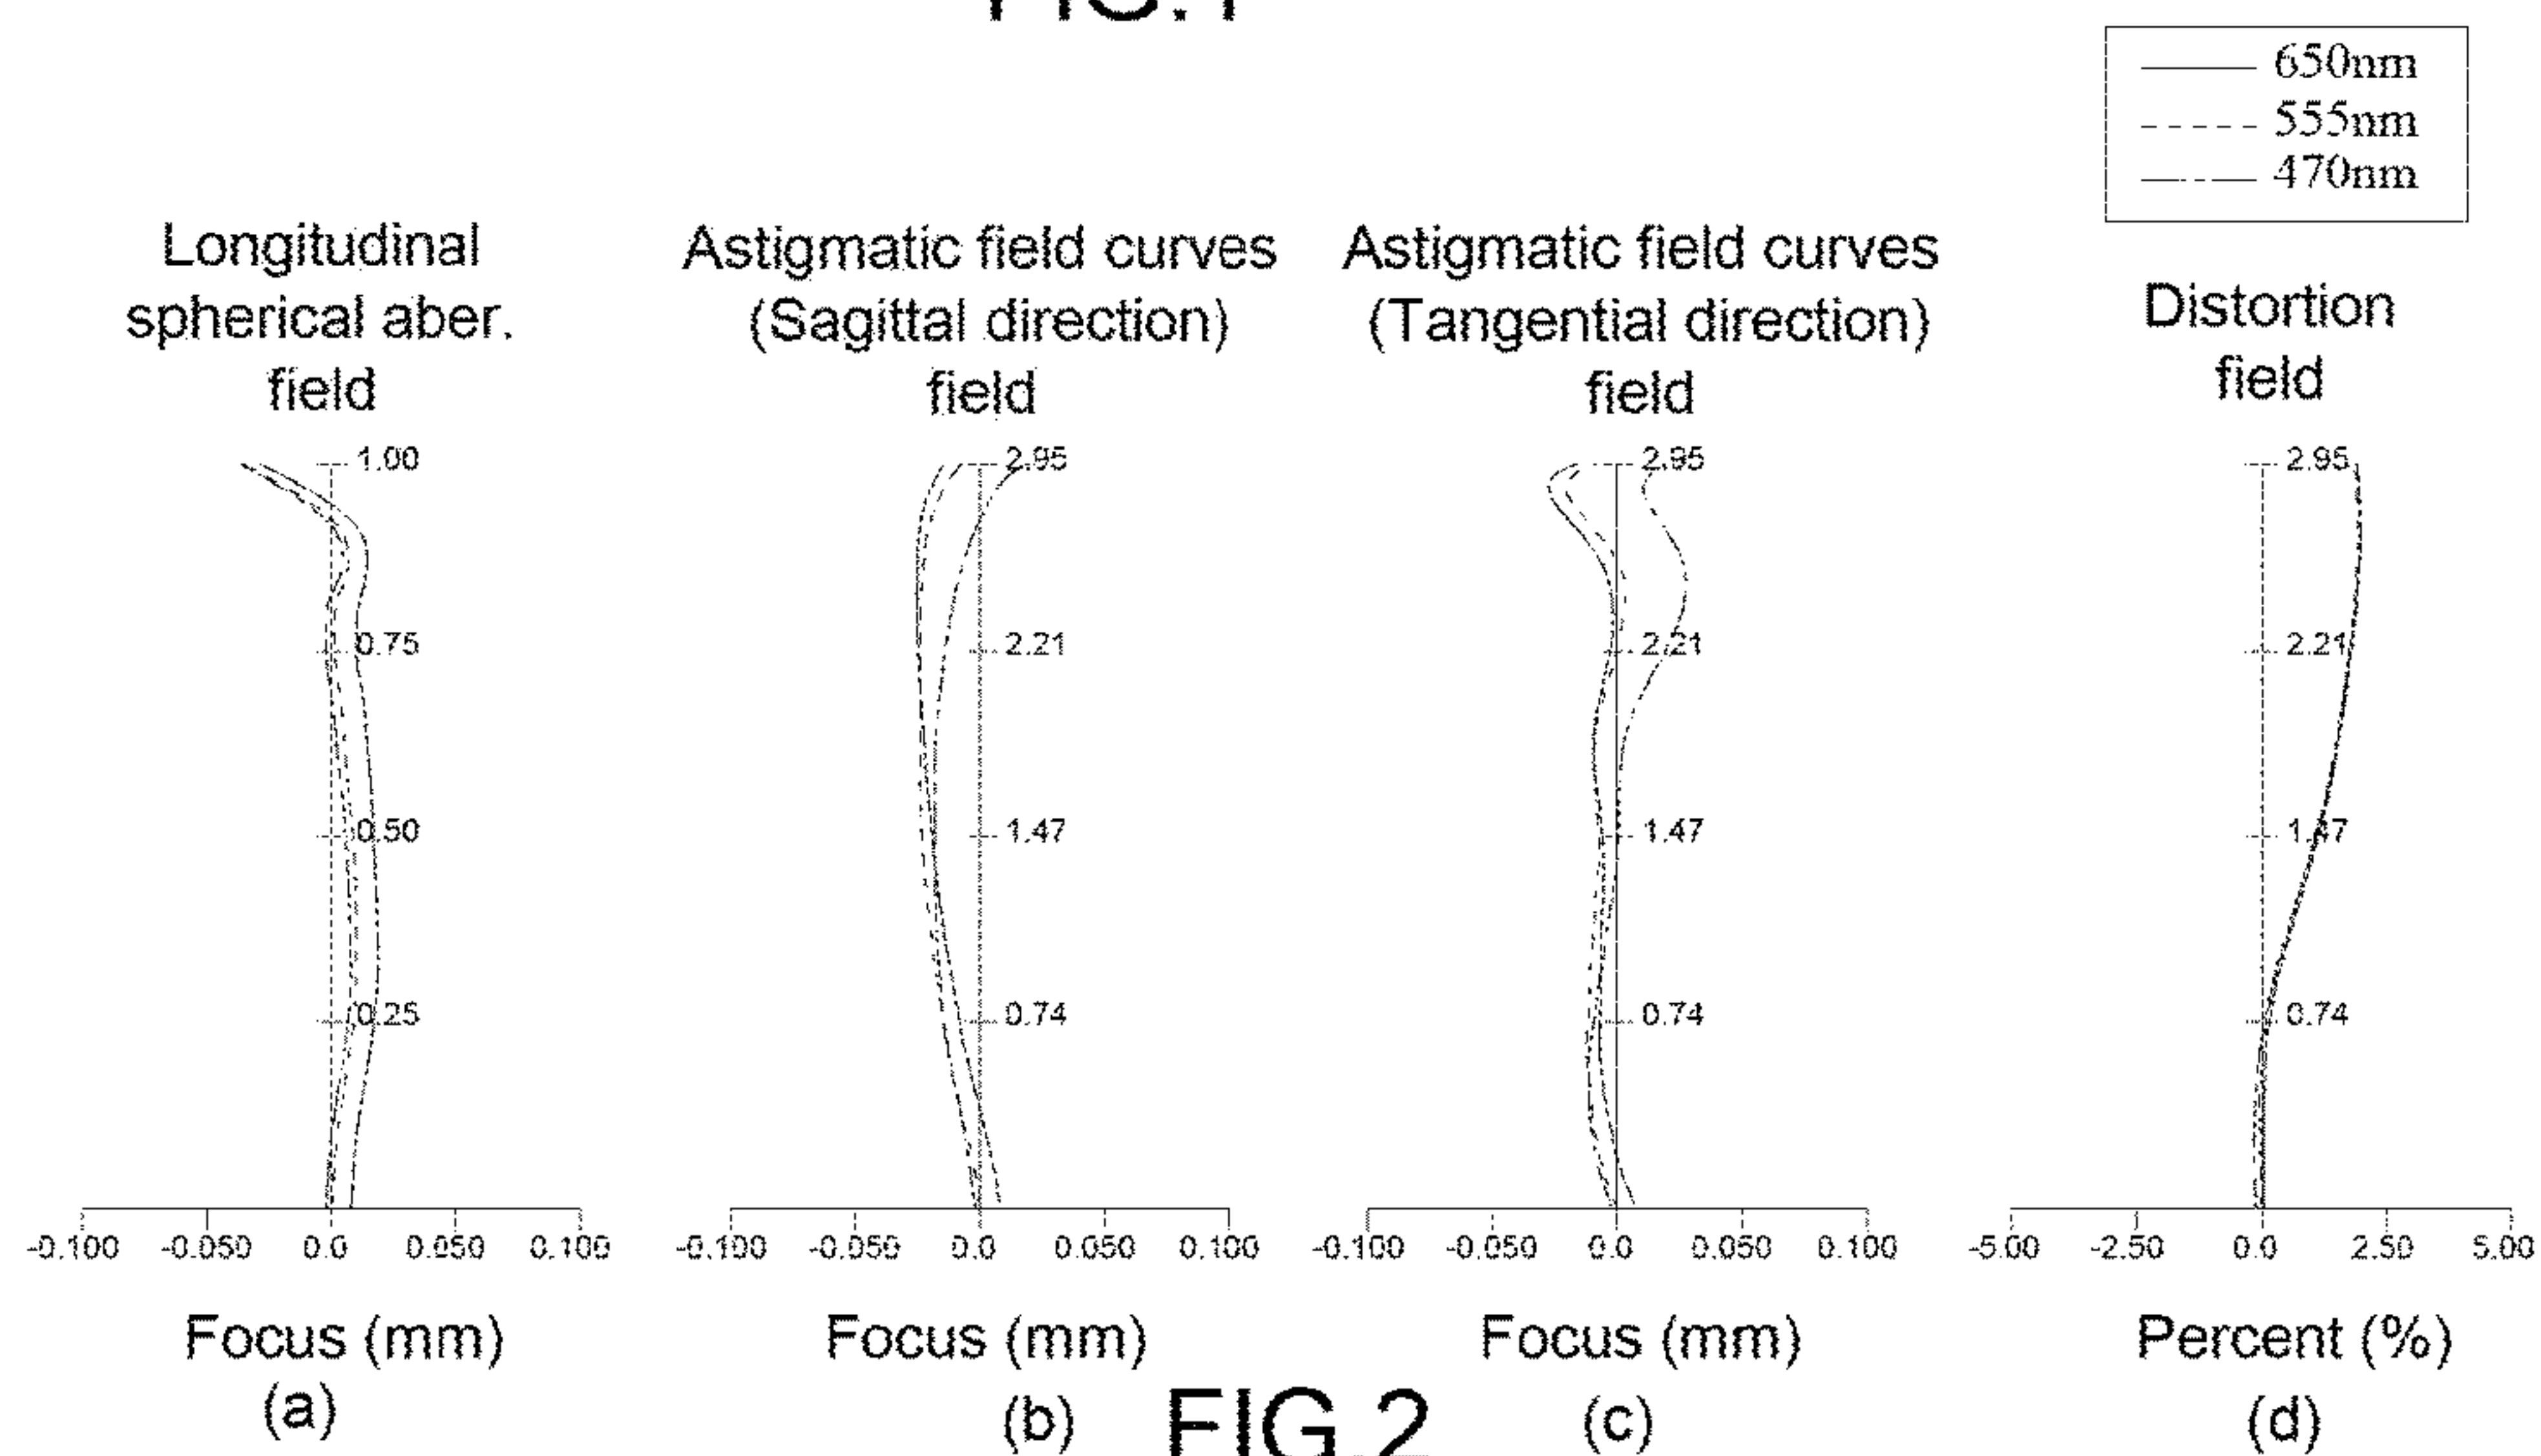 FIG.1
650nm
555nm
470nm
Longitudinal
spherical aber.
field
1.00
0.75
0.50
0.25
-0.100 -0.050 0.0 0.050 0.100
Focus (mm)
(a)
Astigmatic field curves
(Sagittal direction)
field
2.95
2.21
1.47
0.74
-0.100 -0.050 0.0 0.050 0.100
Focus (mm)
(b)
Astigmatic field curves
(Tangential direction)
field
2.95
2.21
1.47
0.74
-0.100 -0.050 0.0 0.050 0.100
Focus (mm)
(c)
Distortion
field
2.95
2.21
1.47
0.74
-5.00 -2.50 0.0 2.50 5.00
Percent (%)
(d)
FIG.2